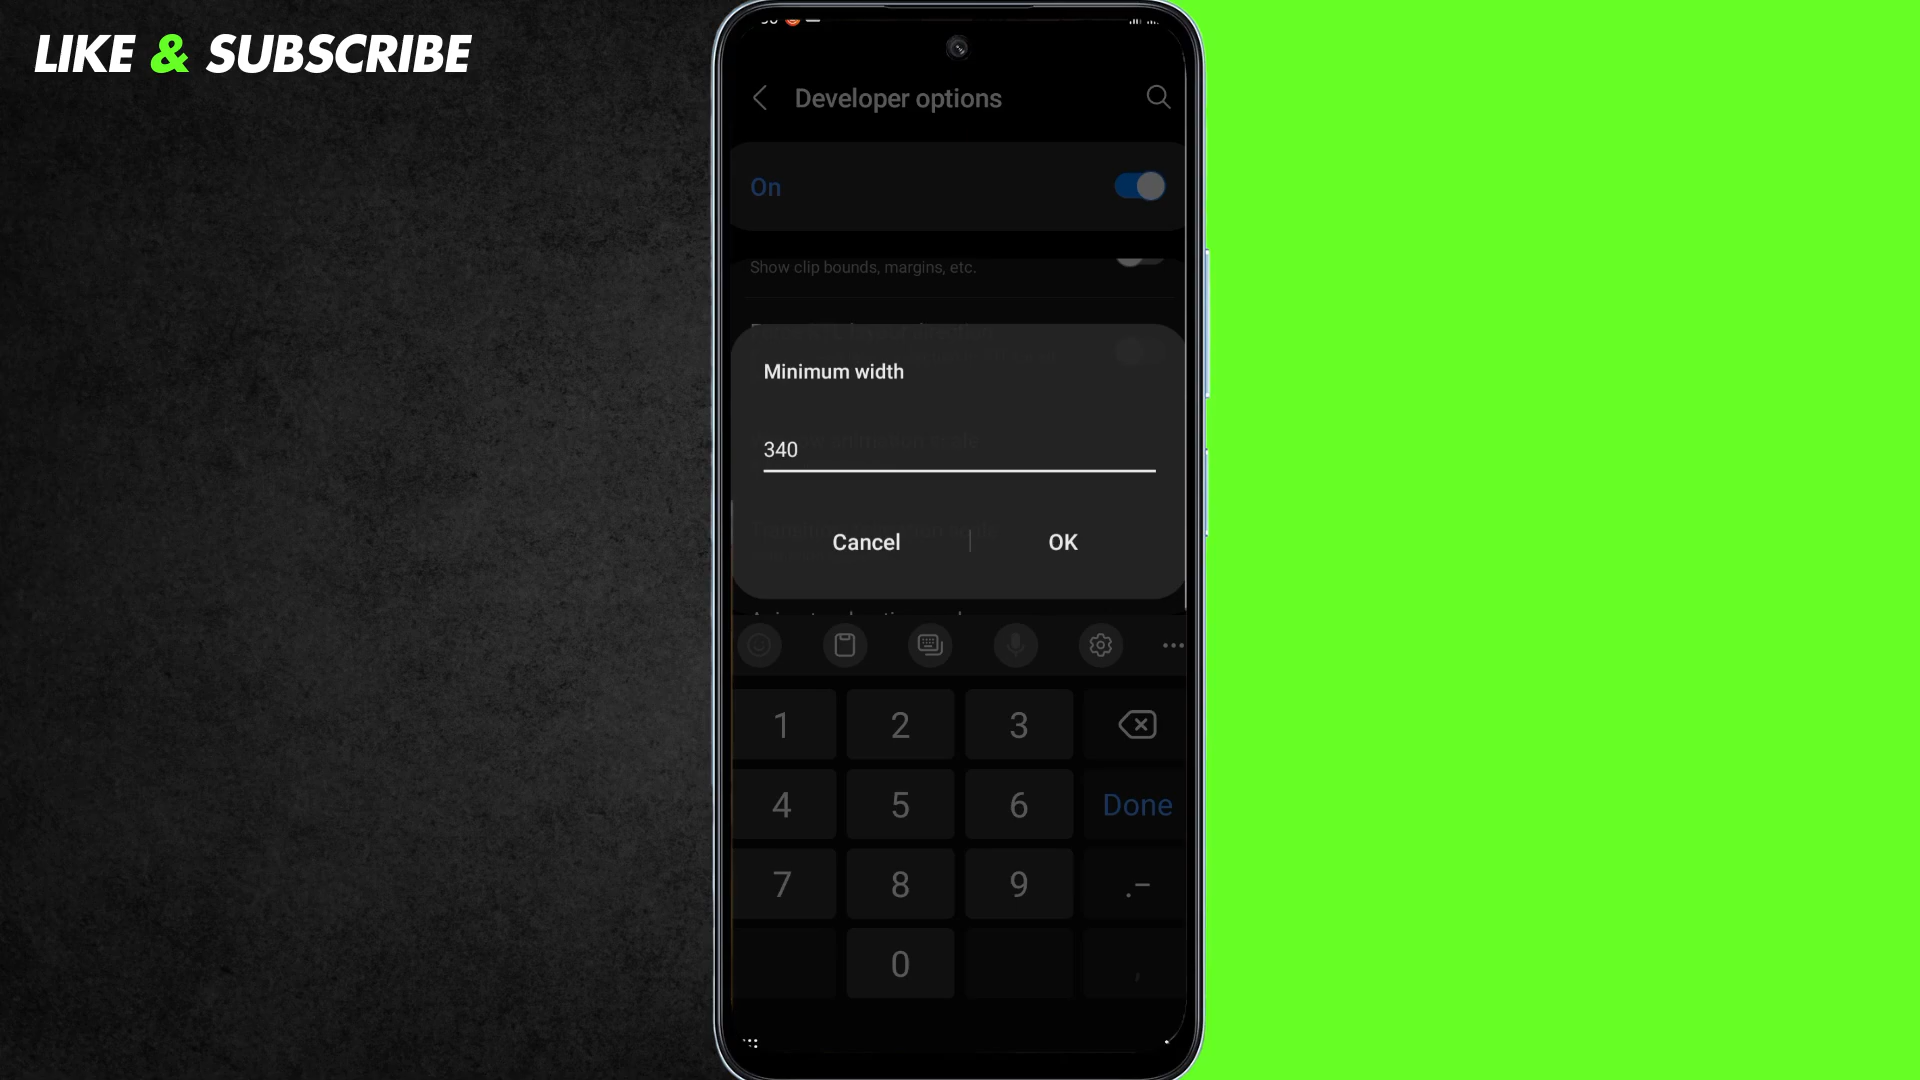 LIKE & SUBSCRIBE
Developer options
On
Show clip bounds, margins, etc.
Minimum width
340
Cancel
OK
1 2 3
4 5 6 Done
7 8 9 .-
0 ,